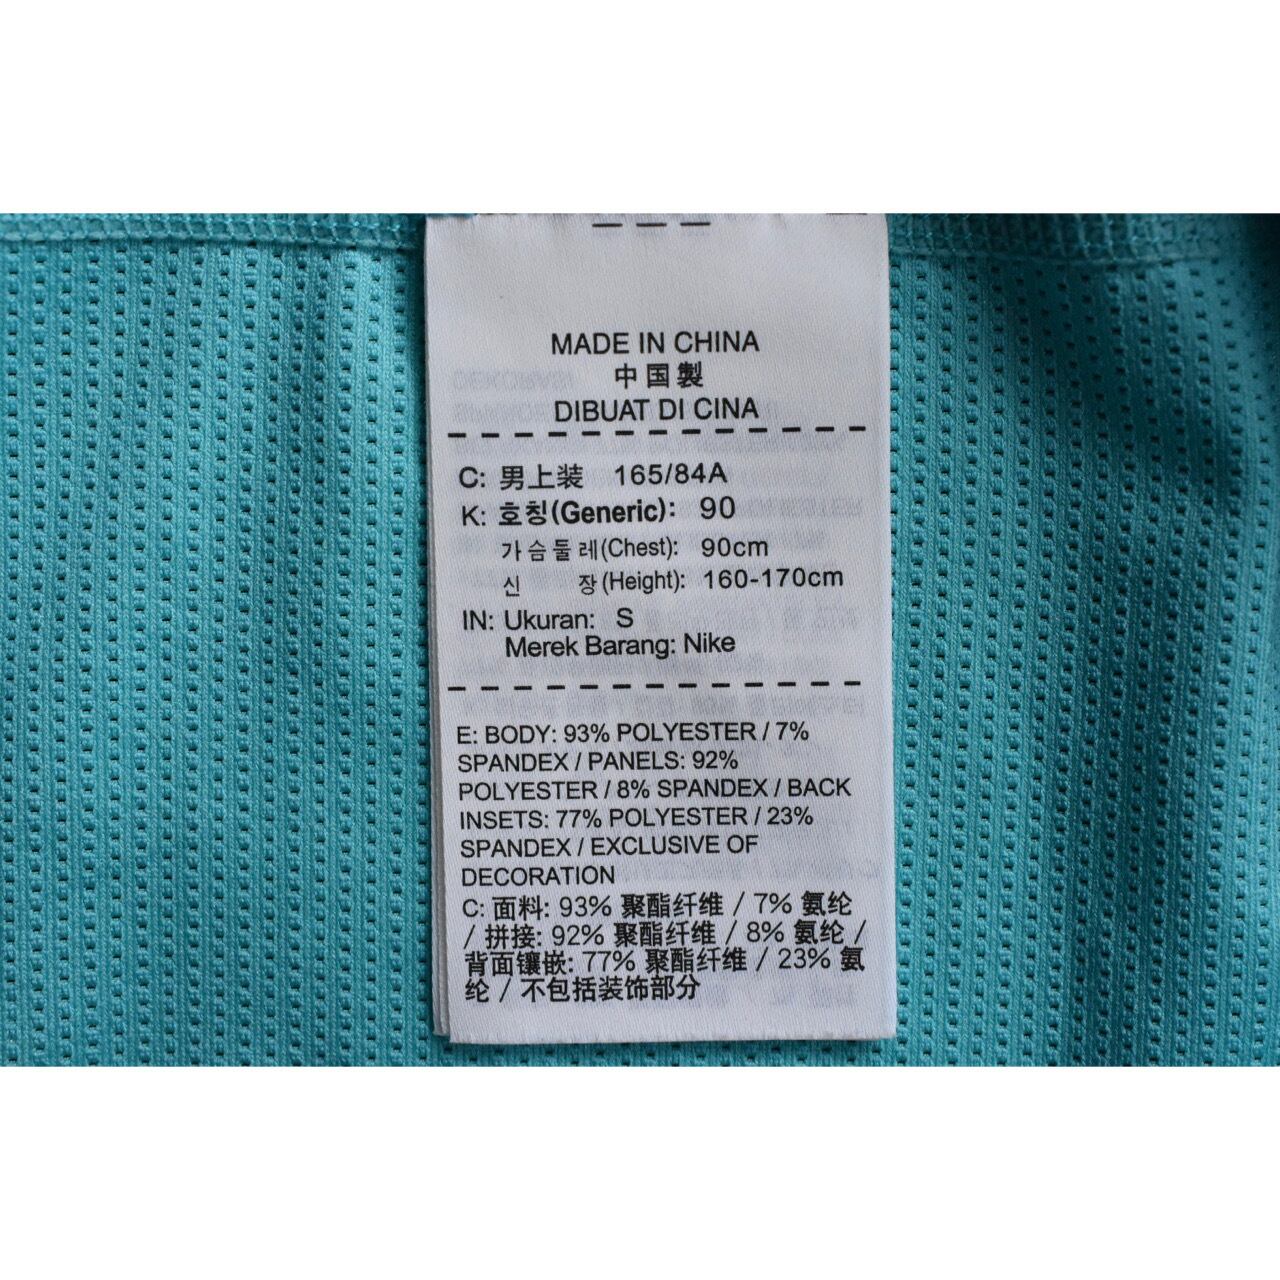 MADE IN CHINA
中国製
DIBUAT DI CINA
C: 男上装 165/84A
K: 호칭(Generic): 90
가슴둘레(Chest): 90cm
신 장(Height): 160-170cm
IN: Ukuran: S
Merek Barang: Nike
E: BODY: 93% POLYESTER / 7%
SPANDEX / PANELS: 92%
POLYESTER / 8% SPANDEX / BACK
INSETS: 77% POLYESTER / 23%
SPANDEX / EXCLUSIVE OF
DECORATION
C: 面料: 93% 聚酯纤维 / 7% 氨纶
/ 拼接: 92% 聚酯纤维 / 8% 氨纶 /
背面镶嵌: 77% 聚酯纤维 / 23% 氨
纶 / 不包括装饰部分